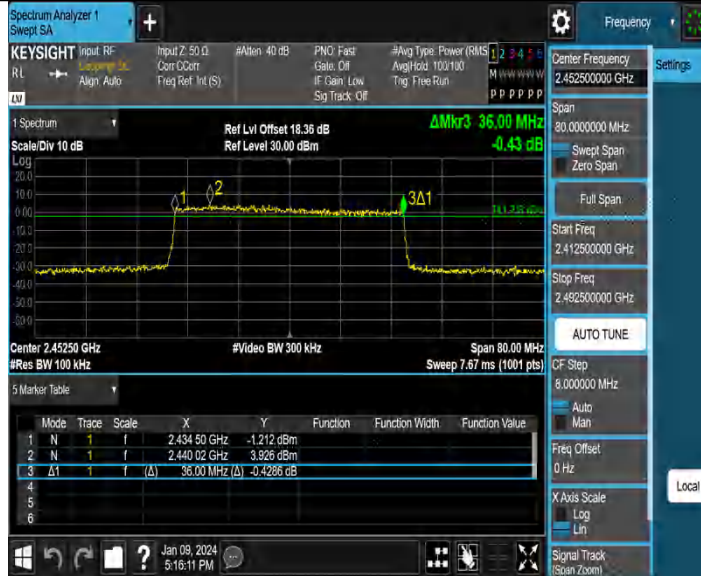 Spectrum Analyzer 1
Swept SA
+
Frequency
KEYSIGHT
RL
LXI
Input: RF
Align: Auto
Input Z: 50 Ω
Corr CCorr
Freq Ref: Int (S)
#Atten: 40 dB
PNO: Fast
Gate: Off
IF Gain: Low
Sig Track: Off
#Avg Type: Power (RMS
Avg|Hold: 100/100
Trig: Free Run
1 2 3 4 5 6
M W W W W W
P P P P P P
1 Spectrum
Scale/Div 10 dB
Ref Lvl Offset 18.36 dB
Ref Level 30.00 dBm
ΔMkr3 36.00 MHz
-0.43 dB
Log
20.0
10.0
0.00
-10.0
-20.0
-30.0
-40.0
-50.0
-60.0
1
2
3Δ1
Center 2.45250 GHz
#Res BW 100 kHz
#Video BW 300 kHz
Span 80.00 MHz
Sweep 7.67 ms (1001 pts)
5 Marker Table
Mode Trace Scale X Y Function Function Width Function Value
1 N 1 f 2.434 50 GHz -1.212 dBm
2 N 1 f 2.440 02 GHz 3.926 dBm
3 Δ1 1 f (Δ) 36.00 MHz (Δ) -0.4286 dB
4
5
6
Jan 09, 2024
5:16:11 PM
?
Center Frequency
2.452500000 GHz
Settings
Span
80.0000000 MHz
Swept Span
Zero Span
Full Span
Start Freq
2.412500000 GHz
Stop Freq
2.492500000 GHz
AUTO TUNE
CF Step
8.000000 MHz
Auto
Man
Freq Offset
0 Hz
X Axis Scale
Log
Lin
Local
Signal Track
(Span Zoom)